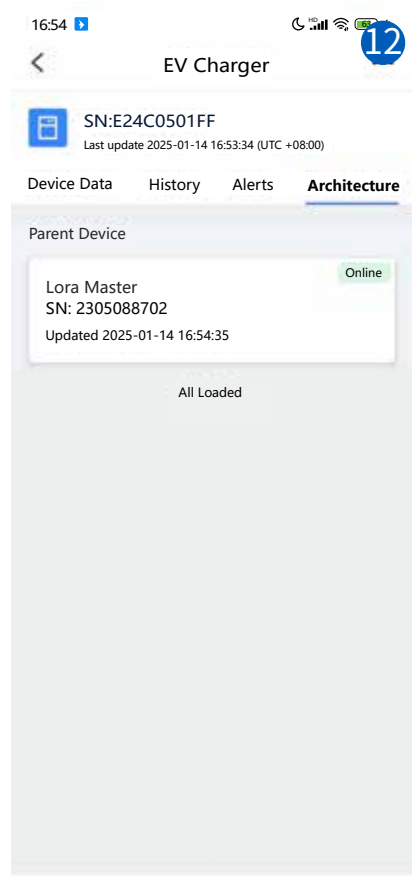 16:54
HD
63
12
EV Charger
SN:E24C0501FF
Last update 2025-01-14 16:53:34 (UTC +08:00)
Device Data History Alerts Architecture
Parent Device
Online
Lora Master
SN: 2305088702
Updated 2025-01-14 16:54:35
All Loaded